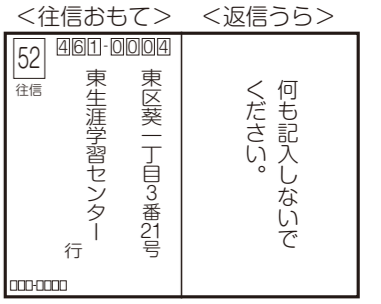 ＜往信おもて＞
＜返信うら＞
52
往信
461-0004
東区葵一丁目3番21号
東生涯学習センター
行
何も記入しないで
ください。